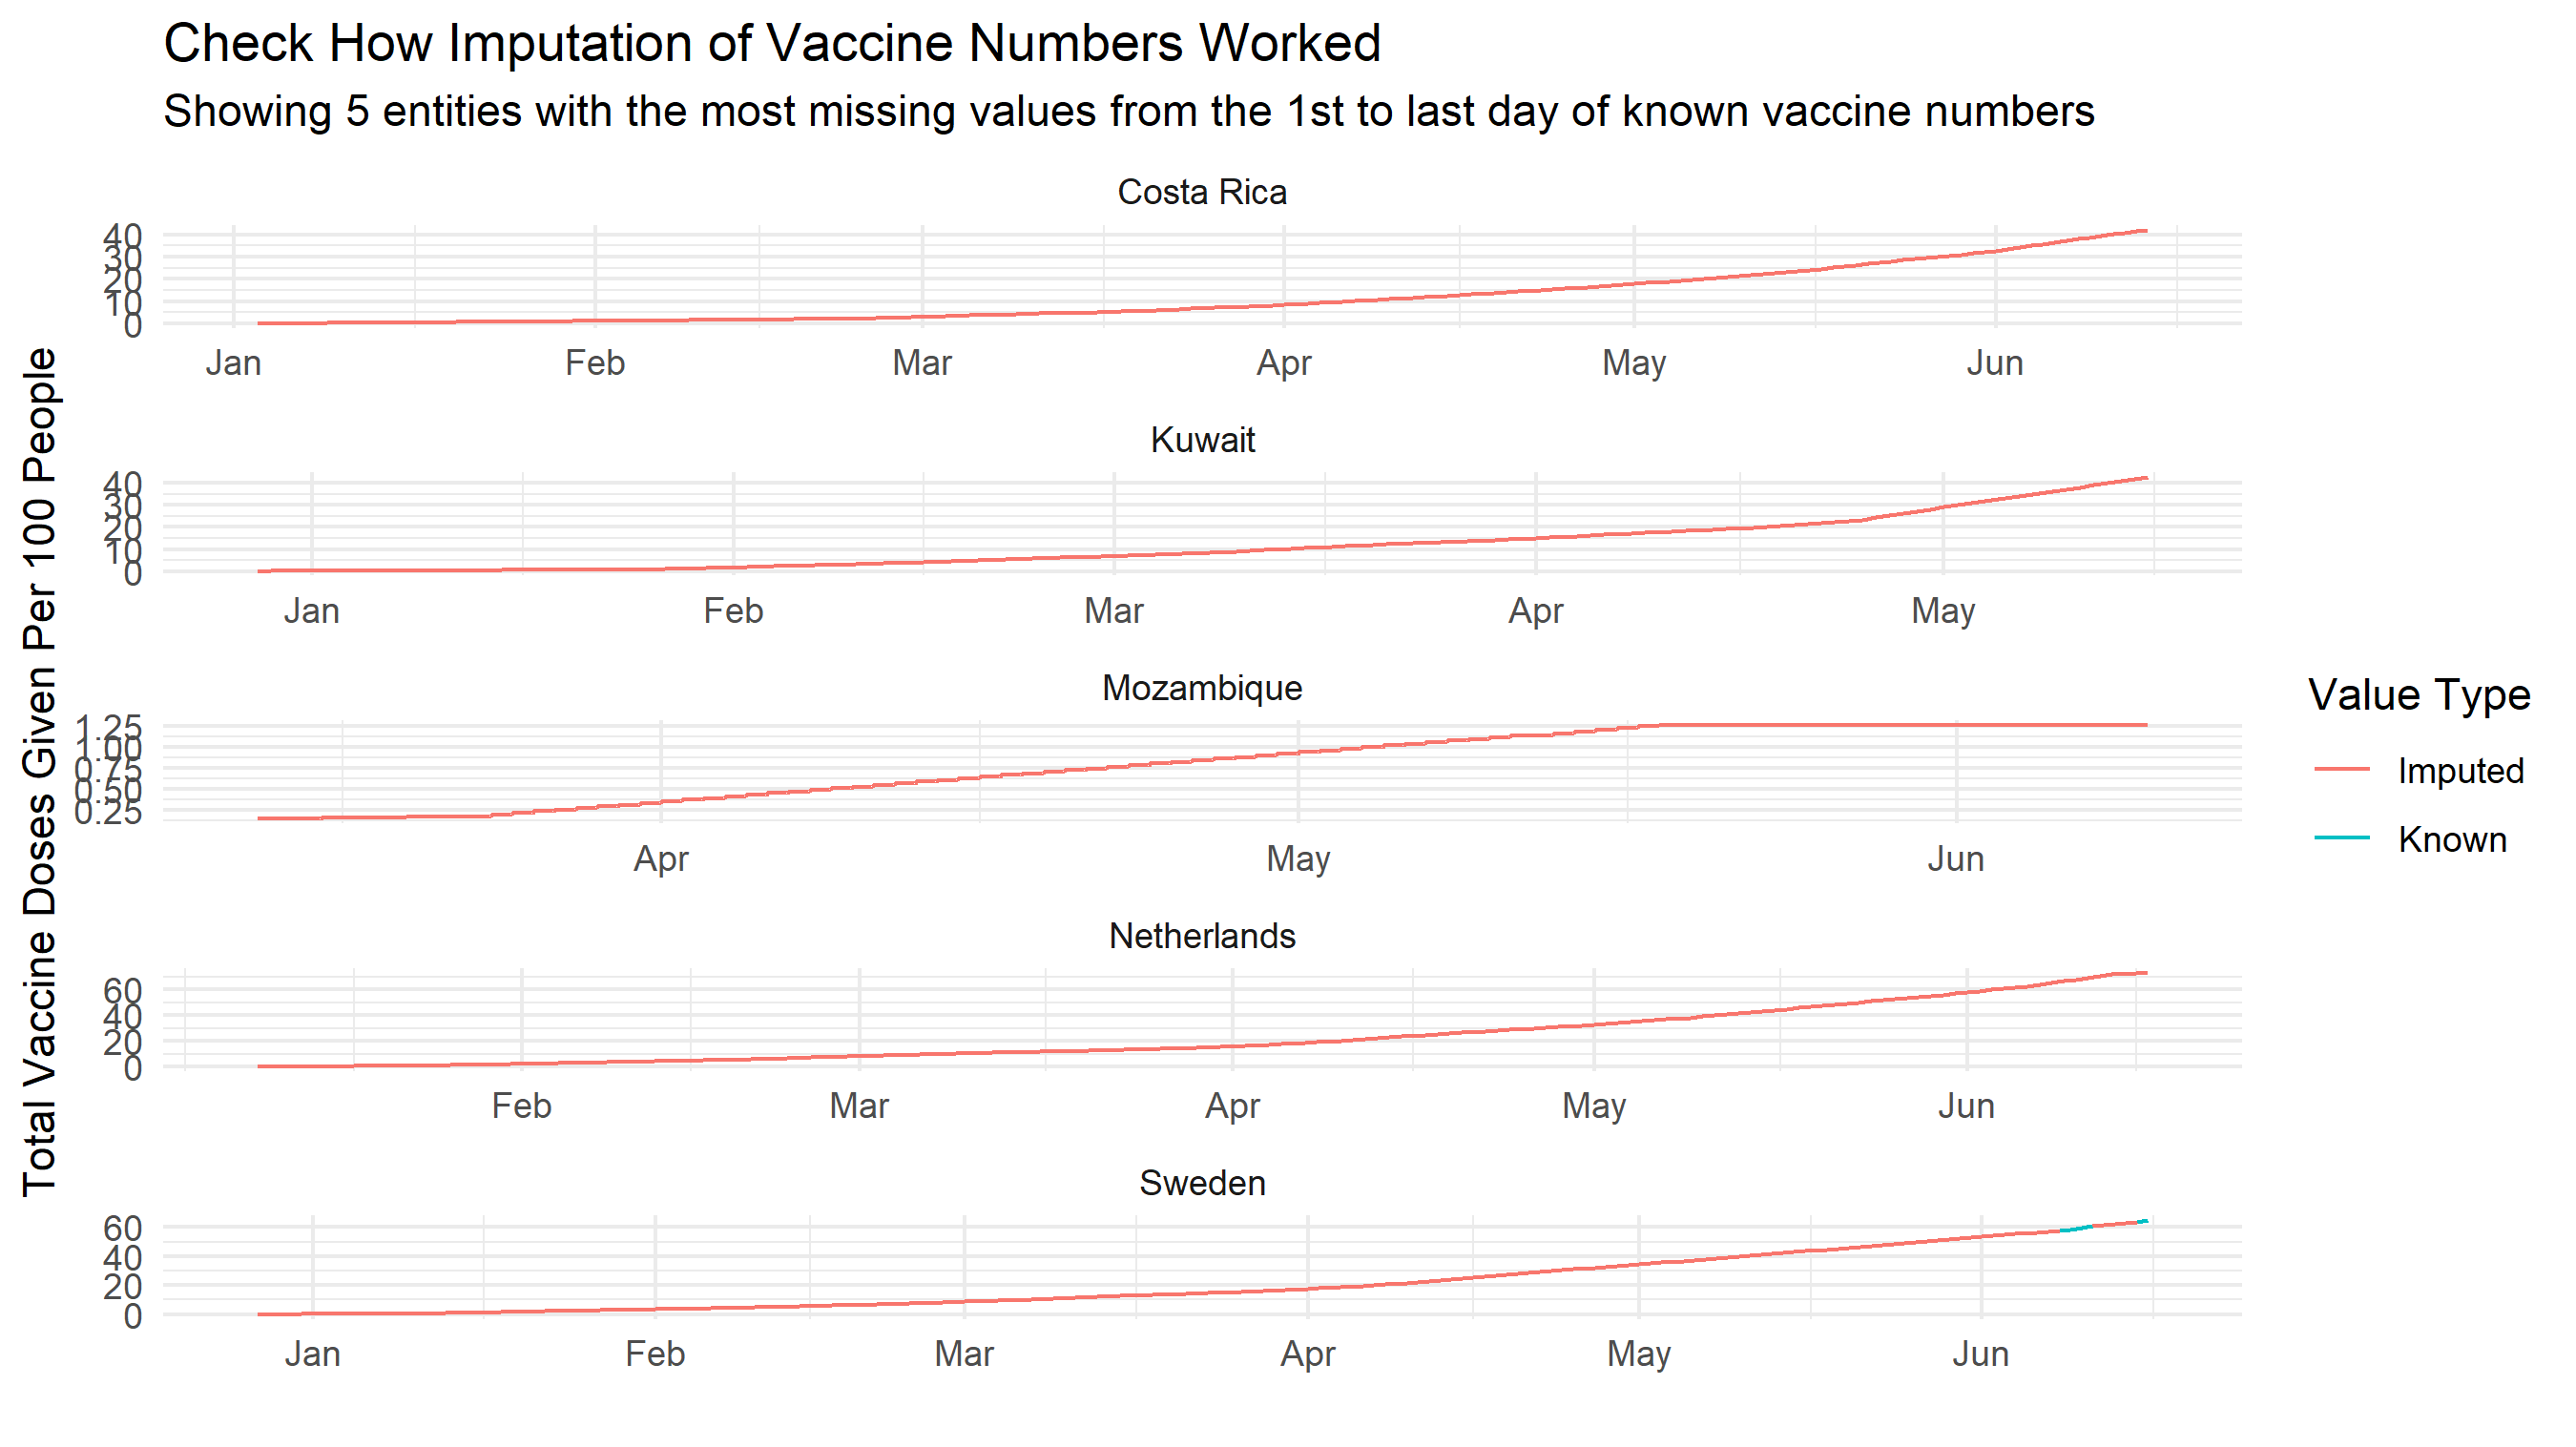 Check How Imputation of Vaccine Numbers Worked
Showing 5 entities with the most missing values from the 1st to last day of known vaccine numbers
Total Vaccine Doses Given Per 100 People
Costa Rica
40
30
20
10
0
Jan Feb Mar Apr May Jun
Kuwait
40
30
20
10
0
Jan Feb Mar Apr May
Mozambique
1.25
1.00
0.75
0.50
0.25
Apr May Jun
Netherlands
60
40
20
0
Feb Mar Apr May Jun
Sweden
60
40
20
0
Jan Feb Mar Apr May Jun
Value Type
Imputed
Known